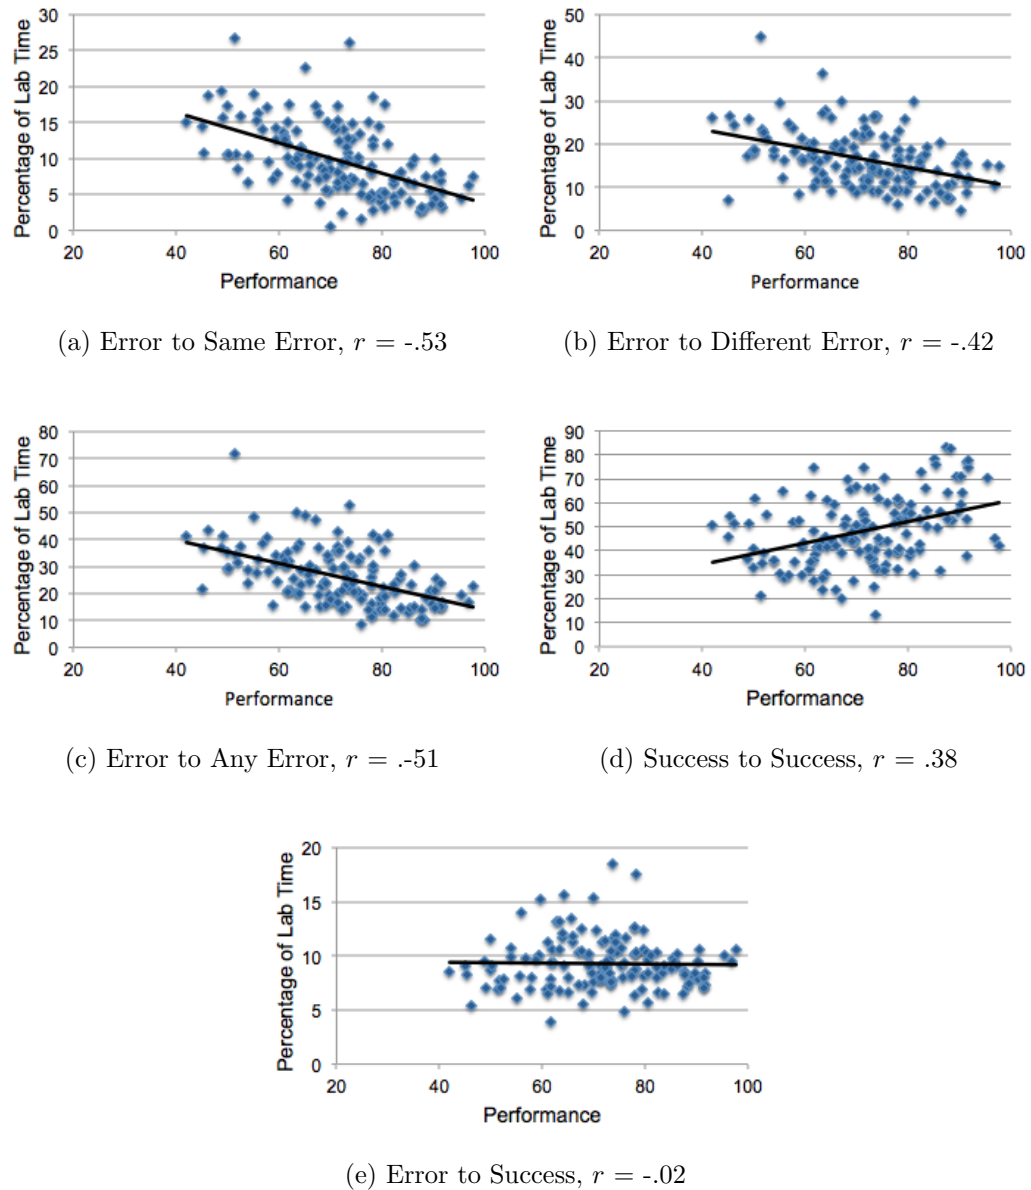 30
25
20
15
10
5
0
20 40 60 80 100
Percentage of Lab Time
Performance
(a) Error to Same Error, r = -.53
50
40
30
20
10
0
20 40 60 80 100
Percentage of Lab Time
Performance
(b) Error to Different Error, r = -.42
80
70
60
50
40
30
20
10
0
20 40 60 80 100
Percentage of Lab Time
Performance
(c) Error to Any Error, r = .-51
90
80
70
60
50
40
30
20
10
0
20 40 60 80 100
Percentage of Lab Time
Performance
(d) Success to Success, r = .38
20
15
10
5
0
20 40 60 80 100
Percentage of Lab Time
Performance
(e) Error to Success, r = -.02